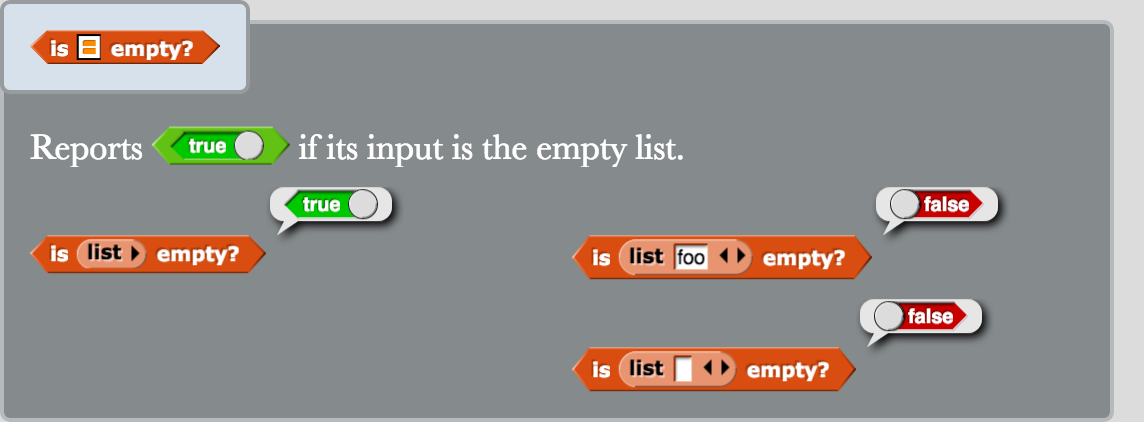 is empty?
Reports true if its input is the empty list.
true
is list empty?
false
is list foo empty?
false
is list empty?